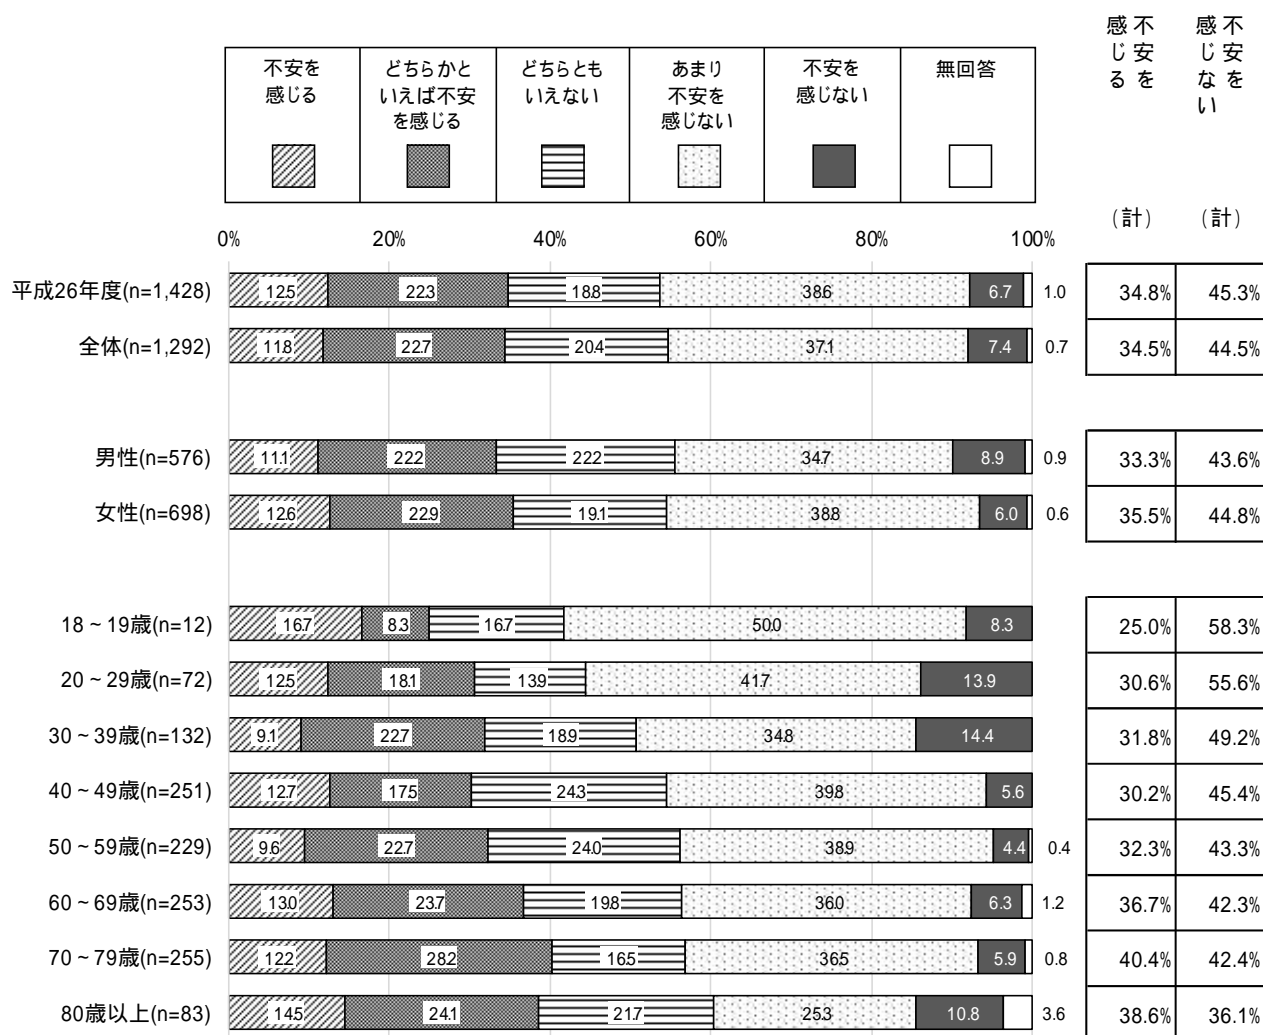 不安を感じる
不安を感じない
不安を
感じる
どちらかと
いえば不安
を感じる
どちらとも
いえない
あまり
不安を
感じない
不安を
感じない
無回答
(計) (計)
0% 20% 40% 60% 80% 100%
平成26年度(n=1,428) 12.5 22.3 18.8 38.6 6.7 1.0 34.8% 45.3%
全体(n=1,292) 11.8 22.7 20.4 37.1 7.4 0.7 34.5% 44.5%
男性(n=576) 11.1 22.2 22.2 34.7 8.9 0.9 33.3% 43.6%
女性(n=698) 12.6 22.9 19.1 38.8 6.0 0.6 35.5% 44.8%
18~19歳(n=12) 16.7 8.3 16.7 50.0 8.3 25.0% 58.3%
20~29歳(n=72) 12.5 18.1 13.9 41.7 13.9 30.6% 55.6%
30~39歳(n=132) 9.1 22.7 18.9 34.8 14.4 31.8% 49.2%
40~49歳(n=251) 12.7 17.5 24.3 39.8 5.6 30.2% 45.4%
50~59歳(n=229) 9.6 22.7 24.0 38.9 4.4 0.4 32.3% 43.3%
60~69歳(n=253) 13.0 23.7 19.8 36.0 6.3 1.2 36.7% 42.3%
70~79歳(n=255) 12.2 28.2 16.5 36.5 5.9 0.8 40.4% 42.4%
80歳以上(n=83) 14.5 24.1 21.7 25.3 10.8 3.6 38.6% 36.1%